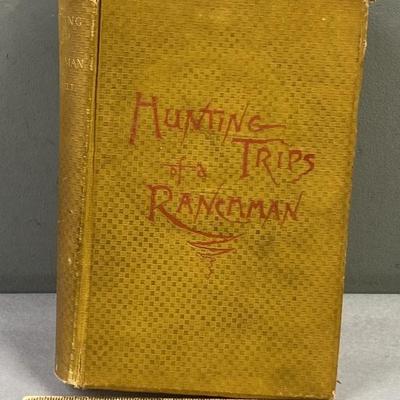 HUNTING
TRIPS
of a
RANCHMAN